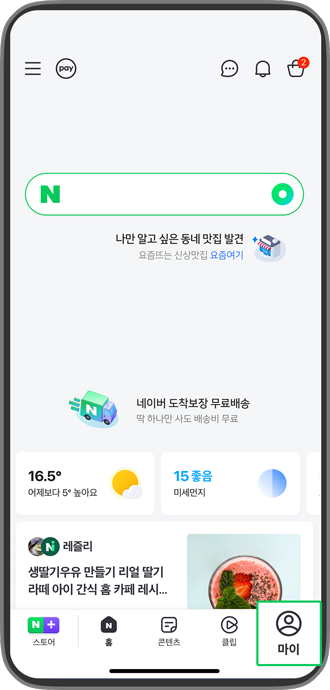 pay
2
N
나만 알고 싶은 동네 맛집 발견
요즘뜨는 신상맛집 요즘여기
N
네이버 도착보장 무료배송
딱 하나만 사도 배송비 무료
16.5°
어제보다 5° 높아요
15 좋음
미세먼지
N 레즐리
생딸기우유 만들기 리얼 딸기
라떼 아이 간식 홈 카페 레시...
N +
스토어
홈
콘텐츠
클립
마이